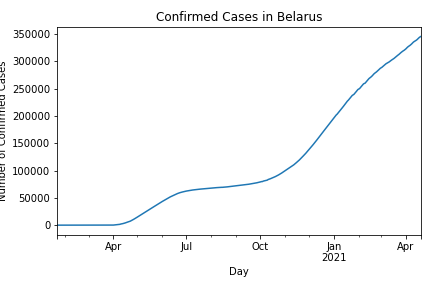 Confirmed Cases in Belarus
350000
300000
250000
200000
150000
100000
50000
0
Number of Confirmed Cases
Apr Jul Oct Jan Apr
2021
Day